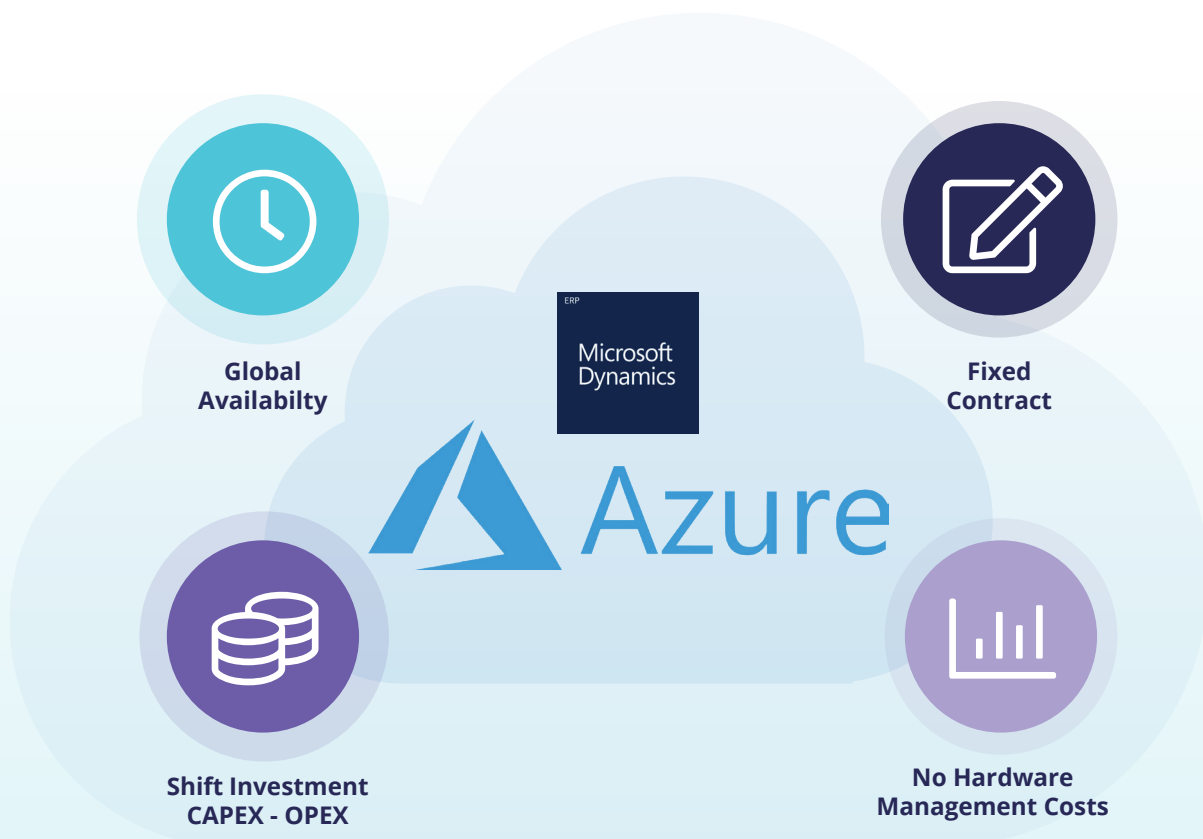 Global
Availabilty
Fixed
Contract
ERP
Microsoft
Dynamics
Azure
Shift Investment
CAPEX - OPEX
No Hardware
Management Costs